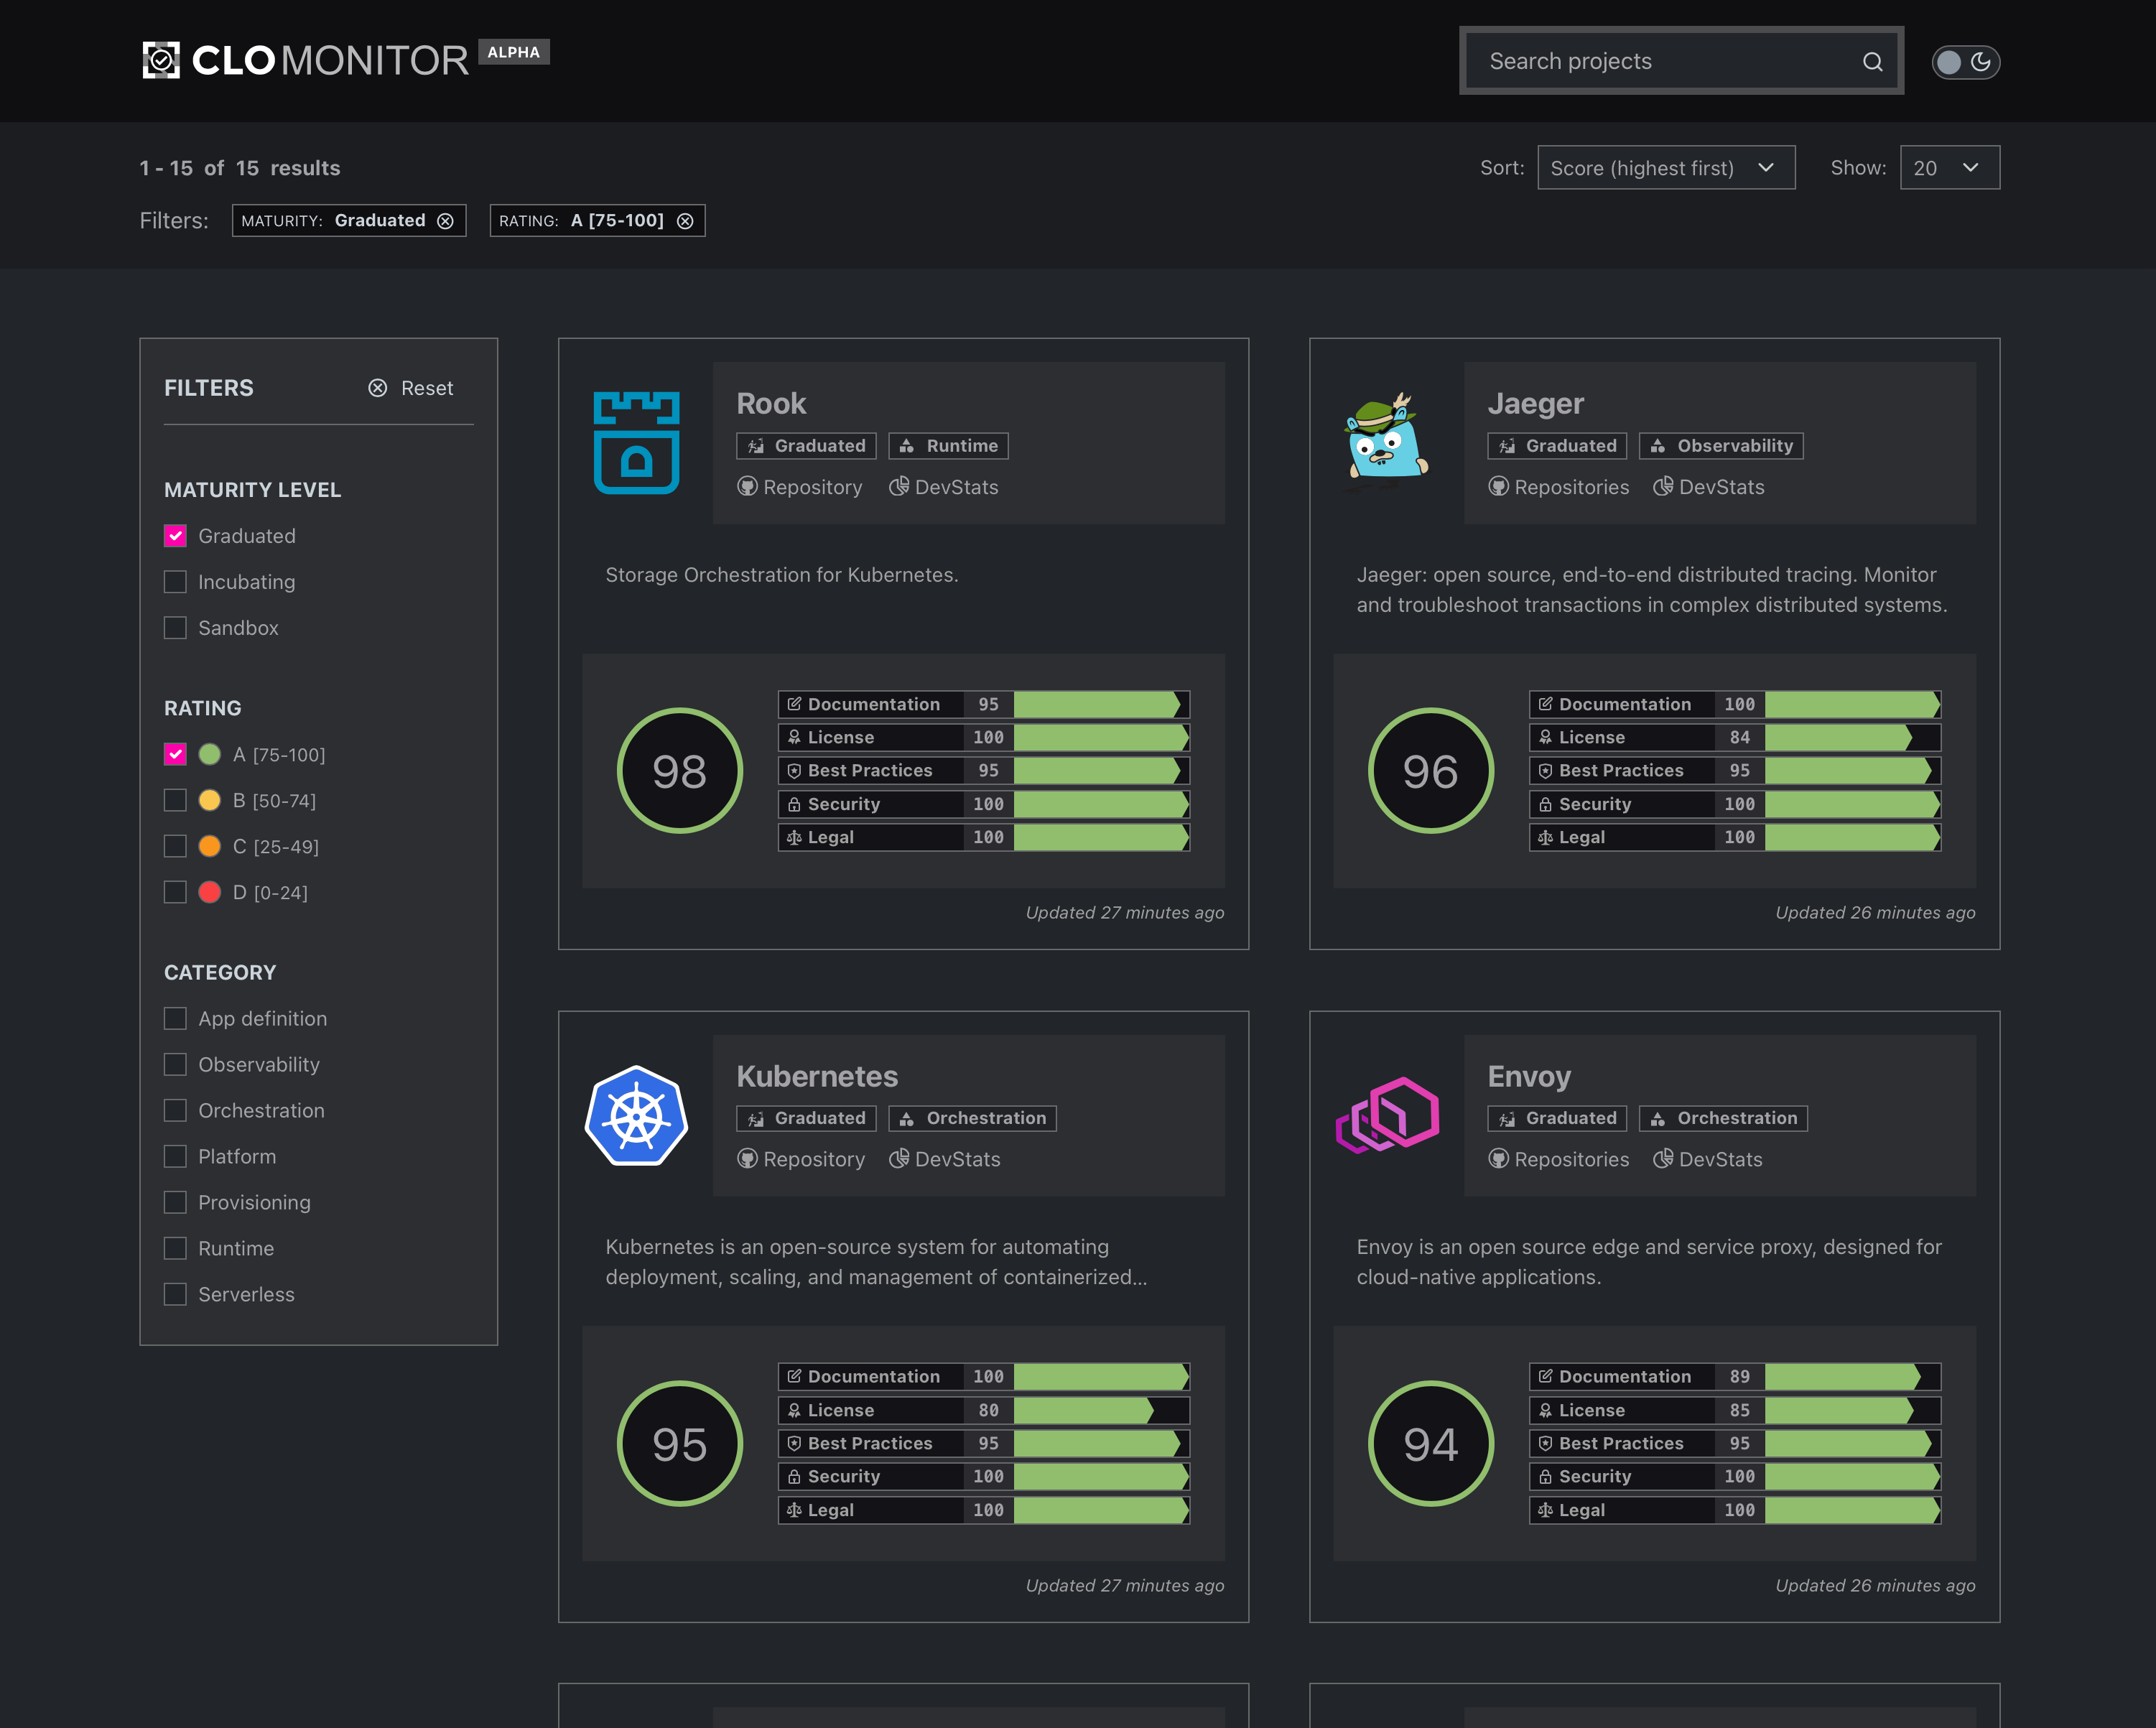 CLOMONITOR ALPHA
Search projects
1 - 15 of 15 results
Sort: Score (highest first)
Show: 20
Filters: MATURITY: Graduated RATING: A [75-100]
FILTERS
Reset
MATURITY LEVEL
Graduated
Incubating
Sandbox
RATING
A [75-100]
B [50-74]
C [25-49]
D [0-24]
CATEGORY
App definition
Observability
Orchestration
Platform
Provisioning
Runtime
Serverless
Rook
Graduated Runtime
Repository DevStats
Storage Orchestration for Kubernetes.
98
Documentation 95
License 100
Best Practices 95
Security 100
Legal 100
Updated 27 minutes ago
Jaeger
Graduated Observability
Repositories DevStats
Jaeger: open source, end-to-end distributed tracing. Monitor
and troubleshoot transactions in complex distributed systems.
96
Documentation 100
License 84
Best Practices 95
Security 100
Legal 100
Updated 26 minutes ago
Kubernetes
Graduated Orchestration
Repository DevStats
Kubernetes is an open-source system for automating
deployment, scaling, and management of containerized...
95
Documentation 100
License 80
Best Practices 95
Security 100
Legal 100
Updated 27 minutes ago
Envoy
Graduated Orchestration
Repositories DevStats
Envoy is an open source edge and service proxy, designed for
cloud-native applications.
94
Documentation 89
License 85
Best Practices 95
Security 100
Legal 100
Updated 26 minutes ago